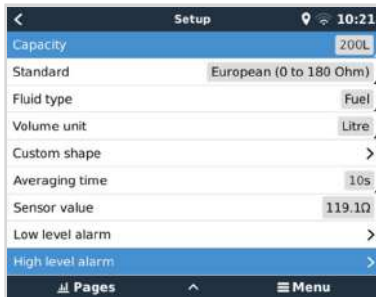 Setup 10:21
Capacity 200L
Standard European (0 to 180 Ohm)
Fluid type Fuel
Volume unit Litre
Custom shape
Averaging time 10s
Sensor value 119.1Ω
Low level alarm
High level alarm
Pages Menu